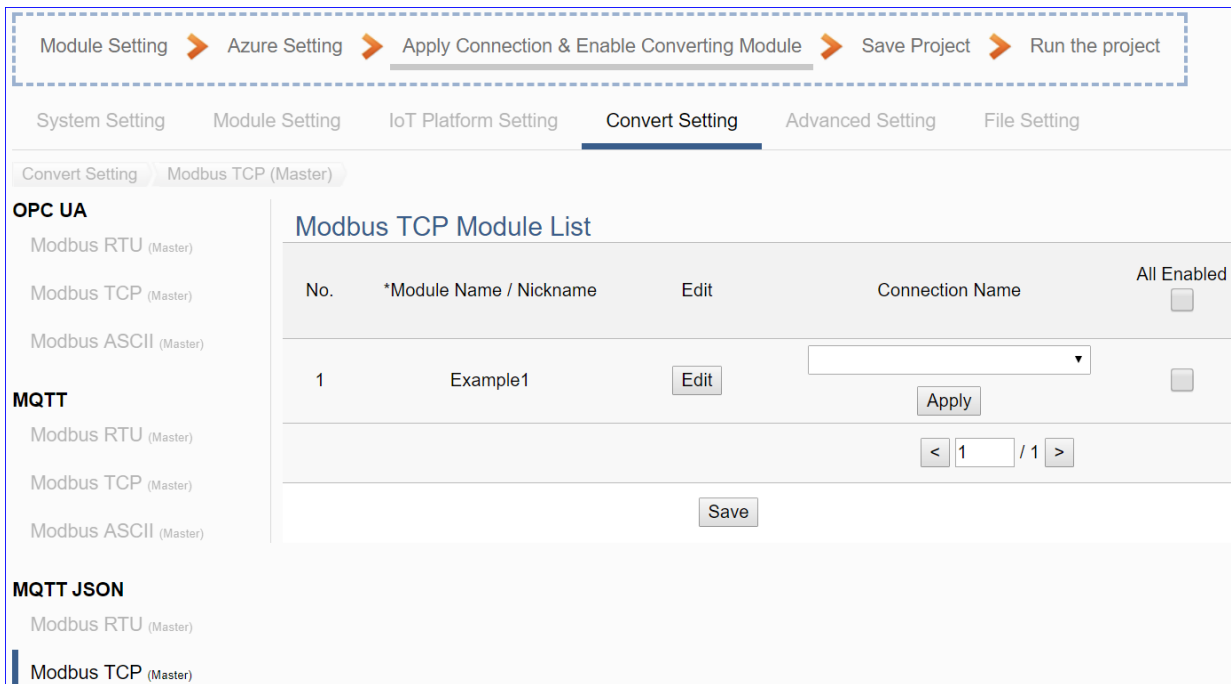 Module Setting Azure Setting Apply Connection & Enable Converting Module Save Project Run the project
System Setting Module Setting IoT Platform Setting Convert Setting Advanced Setting File Setting
Convert Setting Modbus TCP (Master)
OPC UA
Modbus RTU (Master)
Modbus TCP (Master)
Modbus ASCII (Master)
MQTT
Modbus RTU (Master)
Modbus TCP (Master)
Modbus ASCII (Master)
MQTT JSON
Modbus RTU (Master)
Modbus TCP (Master)
Modbus TCP Module List
No. *Module Name / Nickname Edit Connection Name All Enabled
1 Example1 Edit
Apply
< 1 / 1 >
Save